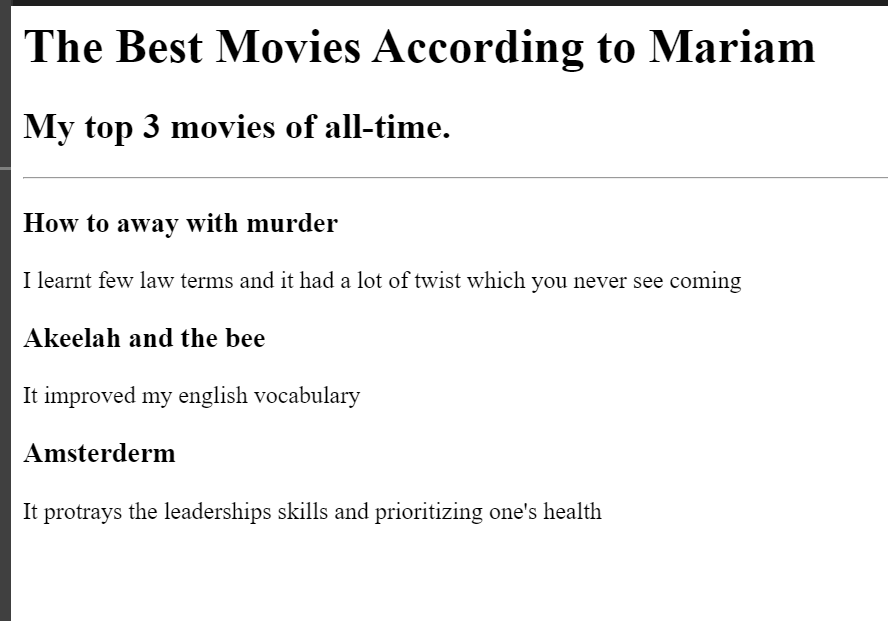 The Best Movies According to Mariam
My top 3 movies of all-time.
How to away with murder
I learnt few law terms and it had a lot of twist which you never see coming
Akeelah and the bee
It improved my english vocabulary
Amsterderm
It protrays the leaderships skills and prioritizing one's health